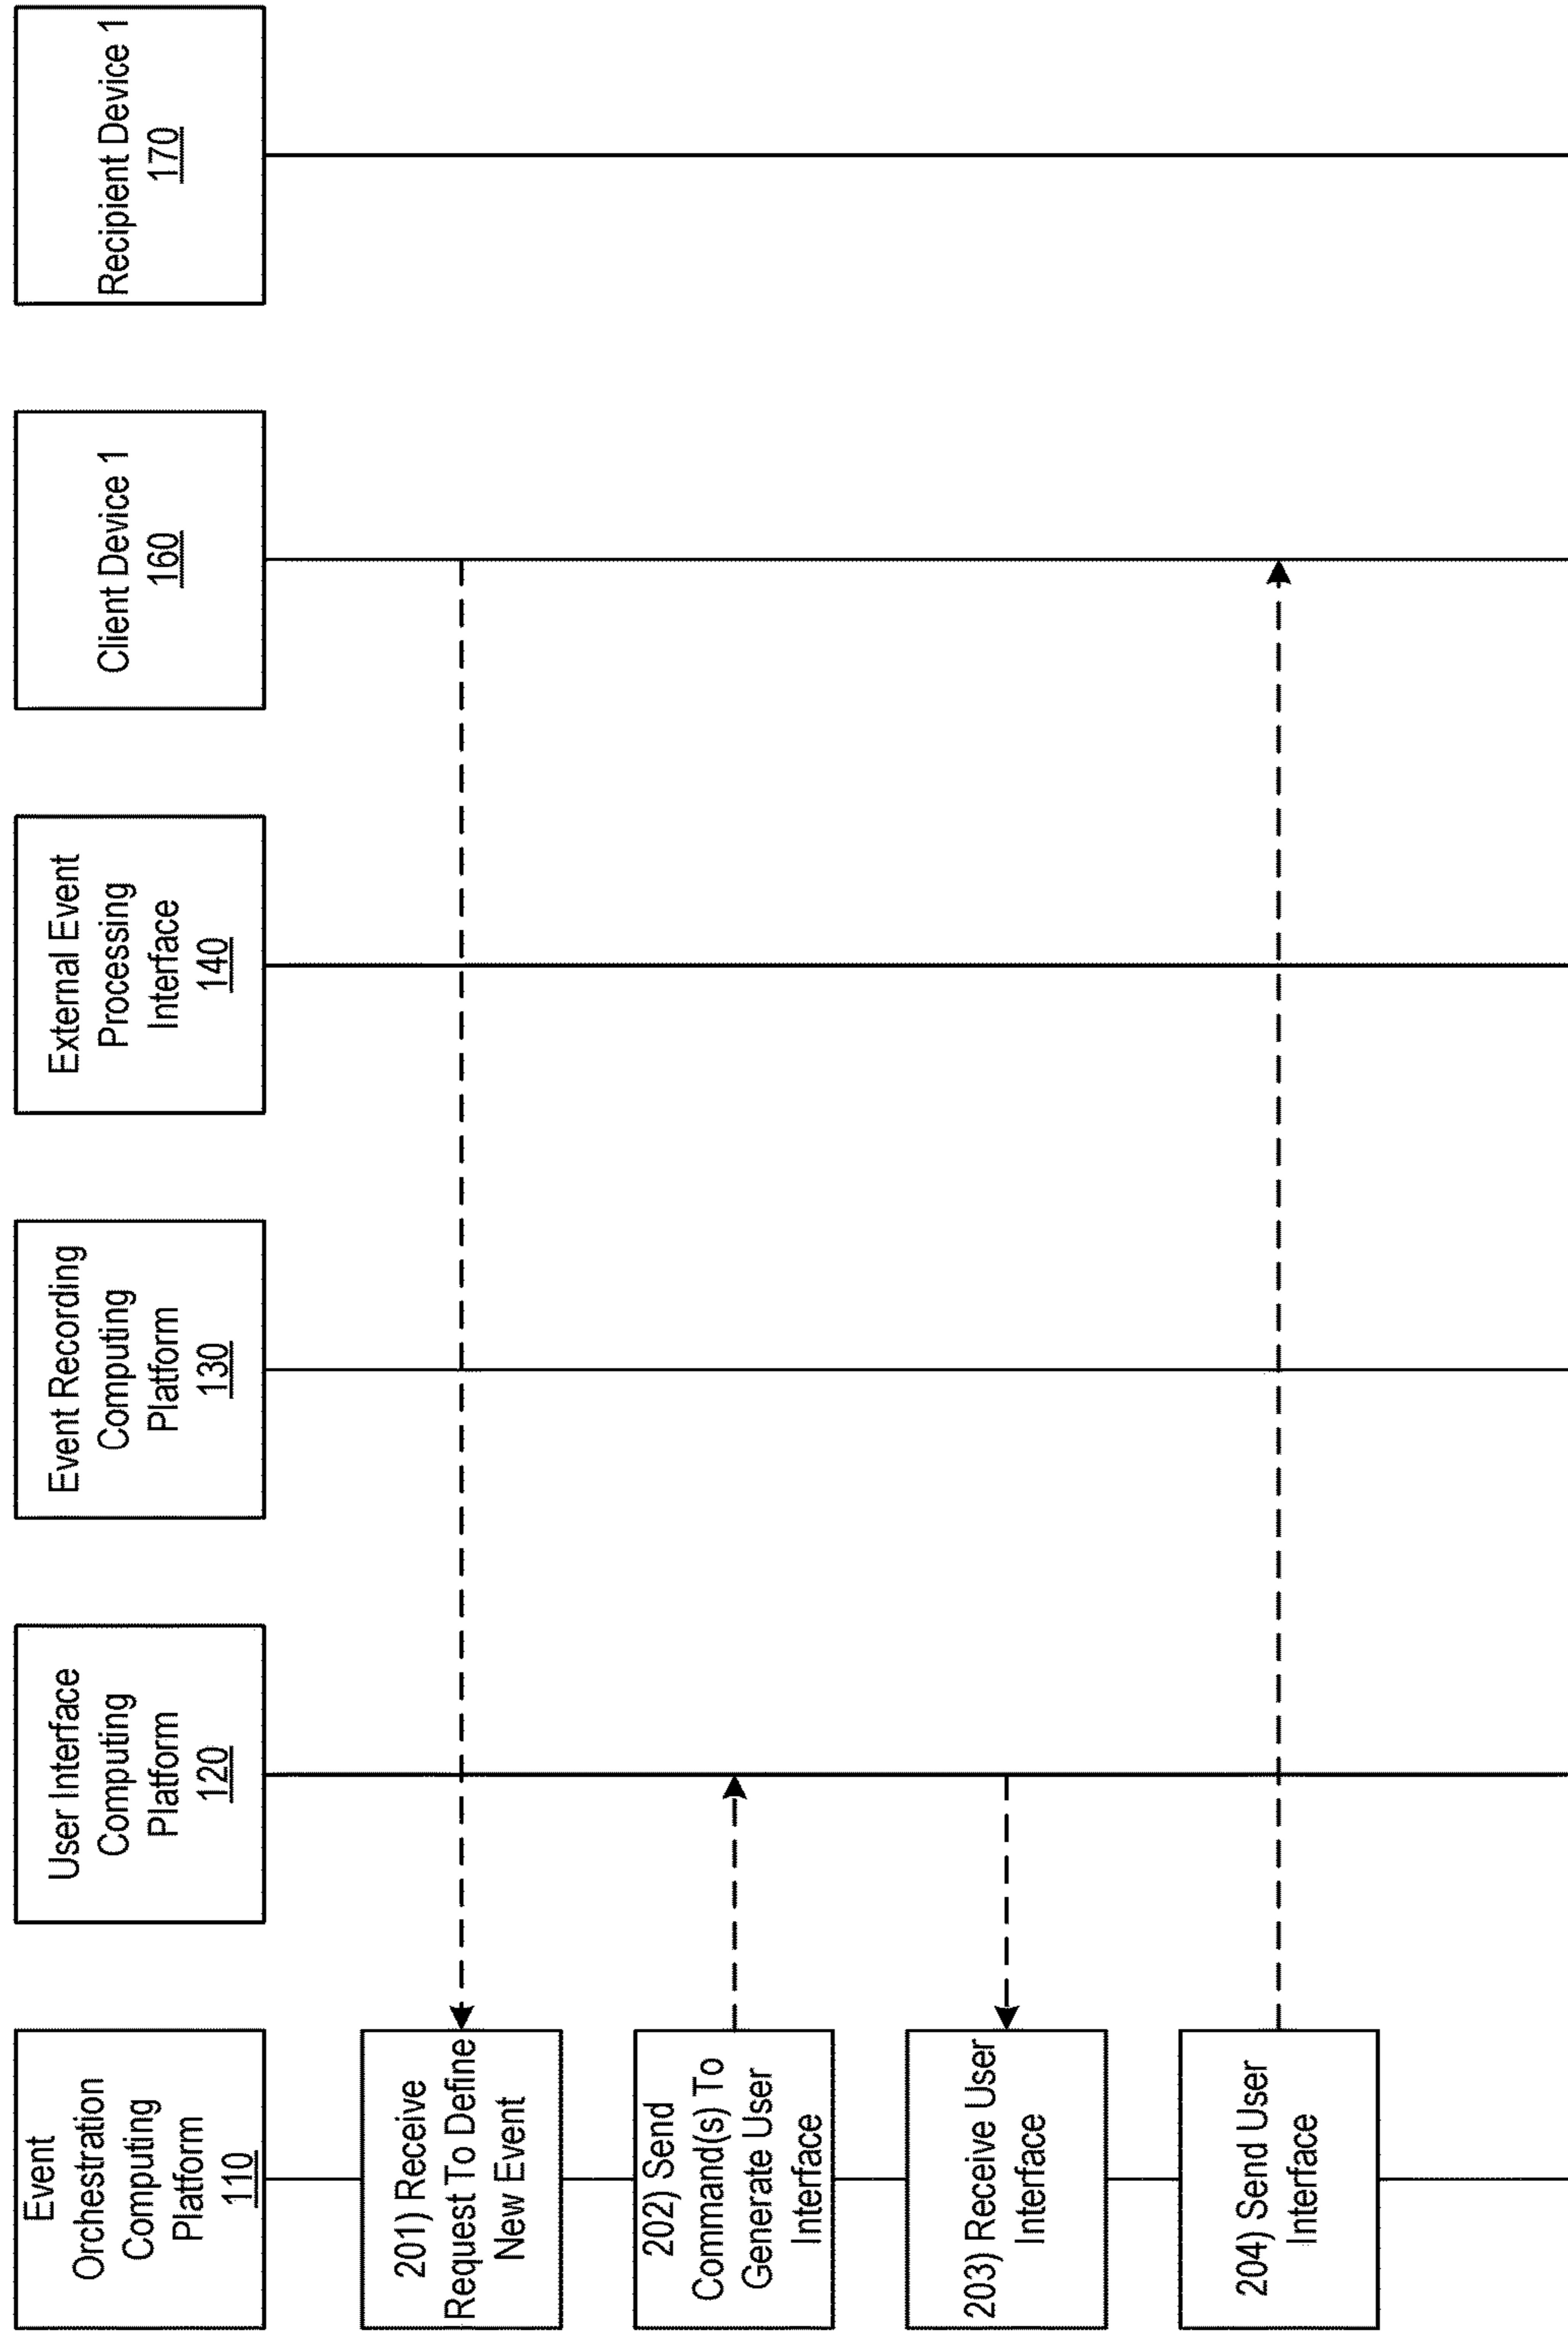 Event
Orchestration
Computing
Platform
110
User Interface
Computing
Platform
120
Event Recording
Computing
Platform
130
External Event
Processing
Interface
140
Client Device 1
160
Recipient Device 1
170
201) Receive
Request To Define
New Event
202) Send
Command(s) To
Generate User
Interface
203) Receive User
Interface
204) Send User
Interface